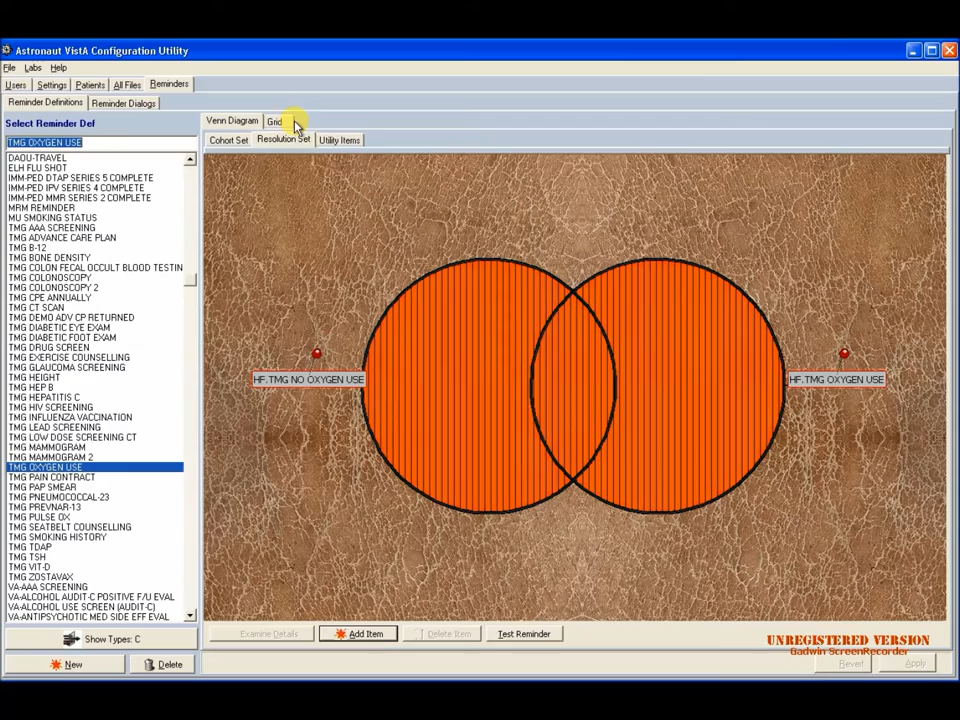 Astronaut VistA Configuration Utility
File Labs Help
Users Settings Patients All Files Reminders
Reminder Definitions Reminder Dialogs
Select Reminder Def
Venn Diagram Grid
TMG OXYGEN USE
Cohort Set Resolution Set Utility Items
DAOU-TRAVEL
ELH FLU SHOT
IMM-PED DTAP SERIES 5 COMPLETE
IMM-PED IPV SERIES 4 COMPLETE
IMM-PED MMR SERIES 2 COMPLETE
MRM REMINDER
MU SMOKING STATUS
TMG AAA SCREENING
TMG ADVANCE CARE PLAN
TMG B-12
TMG BONE DENSITY
TMG COLON FECAL OCCULT BLOOD TESTIN
TMG COLONOSCOPY
TMG COLONOSCOPY 2
TMG CPE ANNUALLY
TMG CT SCAN
TMG DEMO ADV CP RETURNED
TMG DIABETIC EYE EXAM
TMG DIABETIC FOOT EXAM
TMG DRUG SCREEN
TMG EXERCISE COUNSELLING
TMG GLAUCOMA SCREENING
TMG HEIGHT
TMG HEP B
TMG HEPATITIS C
TMG HIV SCREENING
TMG INFLUENZA VACCINATION
TMG LEAD SCREENING
TMG LOW DOSE SCREENING CT
TMG MAMMOGRAM
TMG MAMMOGRAM 2
TMG OXYGEN USE
TMG PAIN CONTRACT
TMG PAP SMEAR
TMG PNEUMOCOCCAL-23
TMG PREVNAR-13
TMG PULSE OX
TMG SEATBELT COUNSELLING
TMG SMOKING HISTORY
TMG TDAP
TMG TSH
TMG VIT-D
TMG ZOSTAVAX
VA-AAA SCREENING
VA-ALCOHOL AUDIT-C POSITIVE F/U EVAL
VA-ALCOHOL USE SCREEN (AUDIT-C)
VA-ANTIPSYCHOTIC MED SIDE EFF EVAL
HF.TMG NO OXYGEN USE
HF.TMG OXYGEN USE
Show Types: C
New Delete
Examine Details Add Item Delete Item Test Reminder
UNREGISTERED VERSION
Gadwin ScreenRecorder
Revert Apply